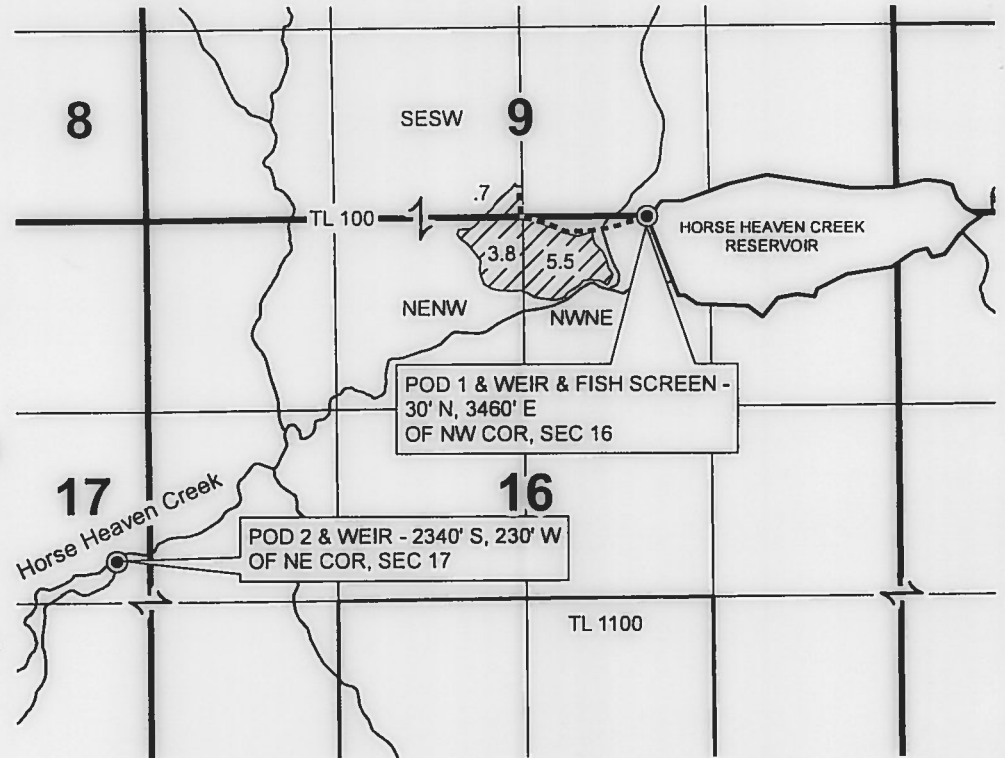 8
SESW
9
.7
TL 100
HORSE HEAVEN CREEK
RESERVOIR
3.8
5.5
NENW
NWNE
POD 1 & WEIR & FISH SCREEN -
30' N, 3460' E
OF NW COR, SEC 16
17
16
Horse Heaven Creek
POD 2 & WEIR - 2340' S, 230' W
OF NE COR, SEC 17
TL 1100